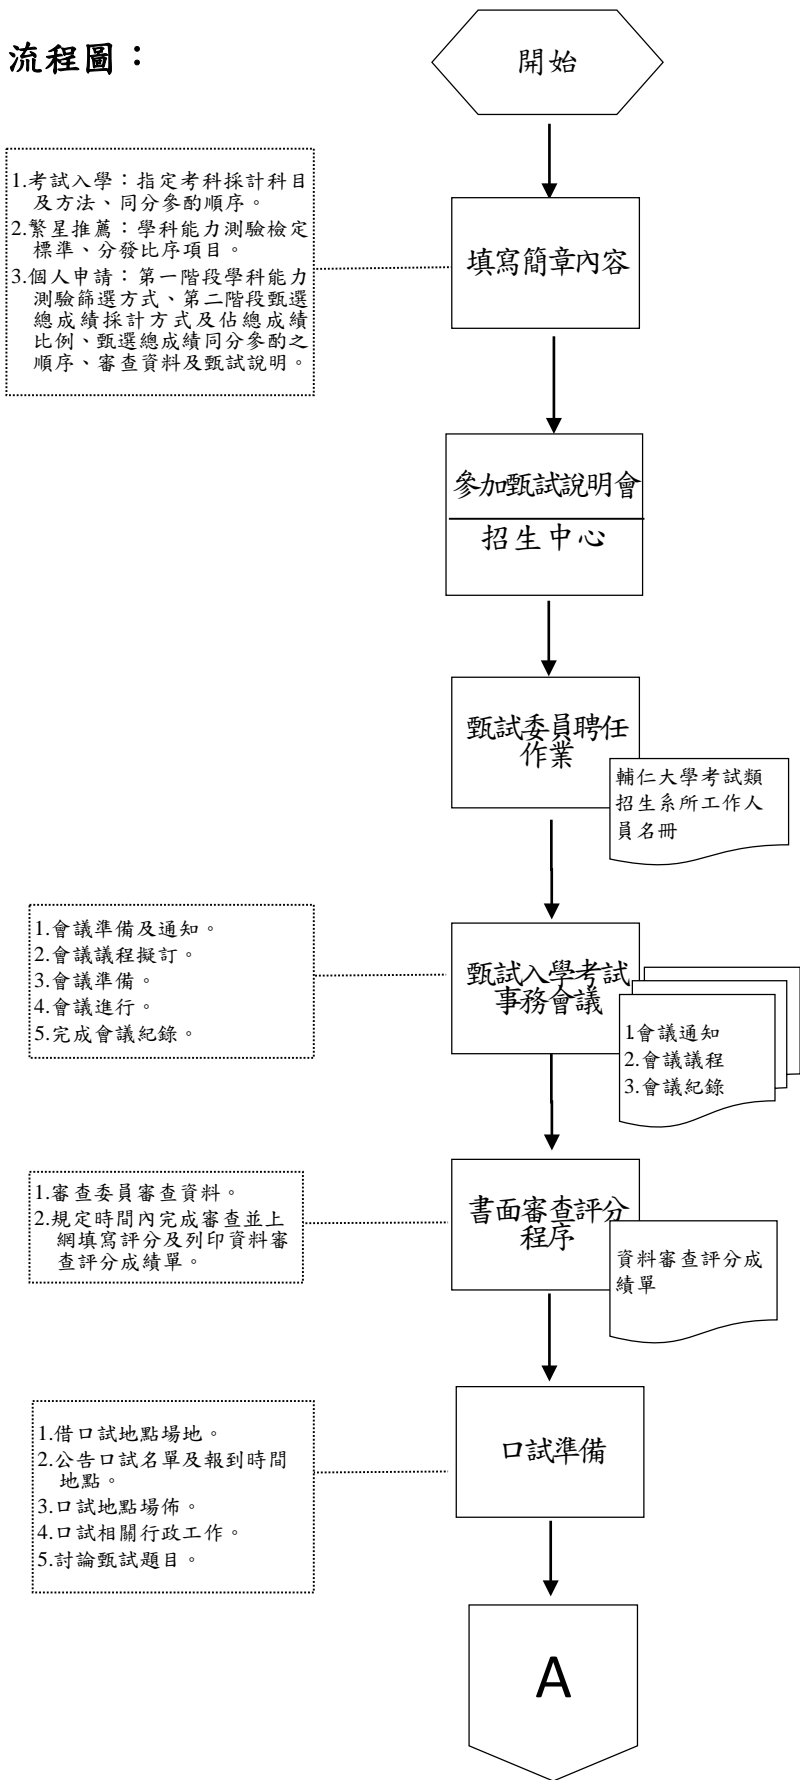 流程圖：
開始
1.考試入學：指定考科採計科目
及方法、同分參酌順序。
2.繁星推薦：學科能力測驗檢定
標準、分發比序項目。
3.個人申請：第一階段學科能力
測驗篩選方式、第二階段甄選
總成績採計方式及佔總成績
比例、甄選總成績同分參酌之
順序、審查資料及甄試說明。
填寫簡章內容
參加甄試說明會
招生中心
甄試委員聘任
作業
輔仁大學考試類
招生系所工作人
員名冊
1.會議準備及通知。
2.會議議程擬訂。
3.會議準備。
4.會議進行。
5.完成會議紀錄。
甄試入學考試
事務會議
1.會議通知
2.會議議程
3.會議紀錄
1.審查委員審查資料。
2.規定時間內完成審查並上
網填寫評分及列印資料審
查評分成績單。
書面審查評分
程序
資料審查評分成
績單
1.借口試地點場地。
2.公告口試名單及報到時間
地點。
3.口試地點場佈。
4.口試相關行政工作。
5.討論甄試題目。
口試準備
A